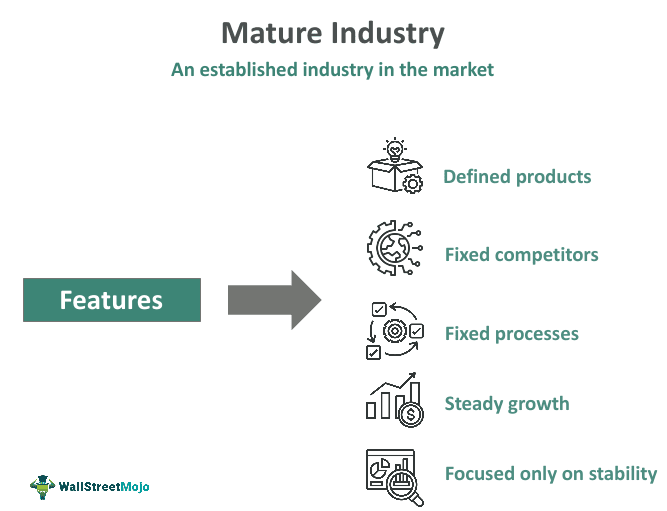 Mature Industry
An established industry in the market
Defined products
Fixed competitors
Features
Fixed processes
Steady growth
Focused only on stability
WallStreetMojo